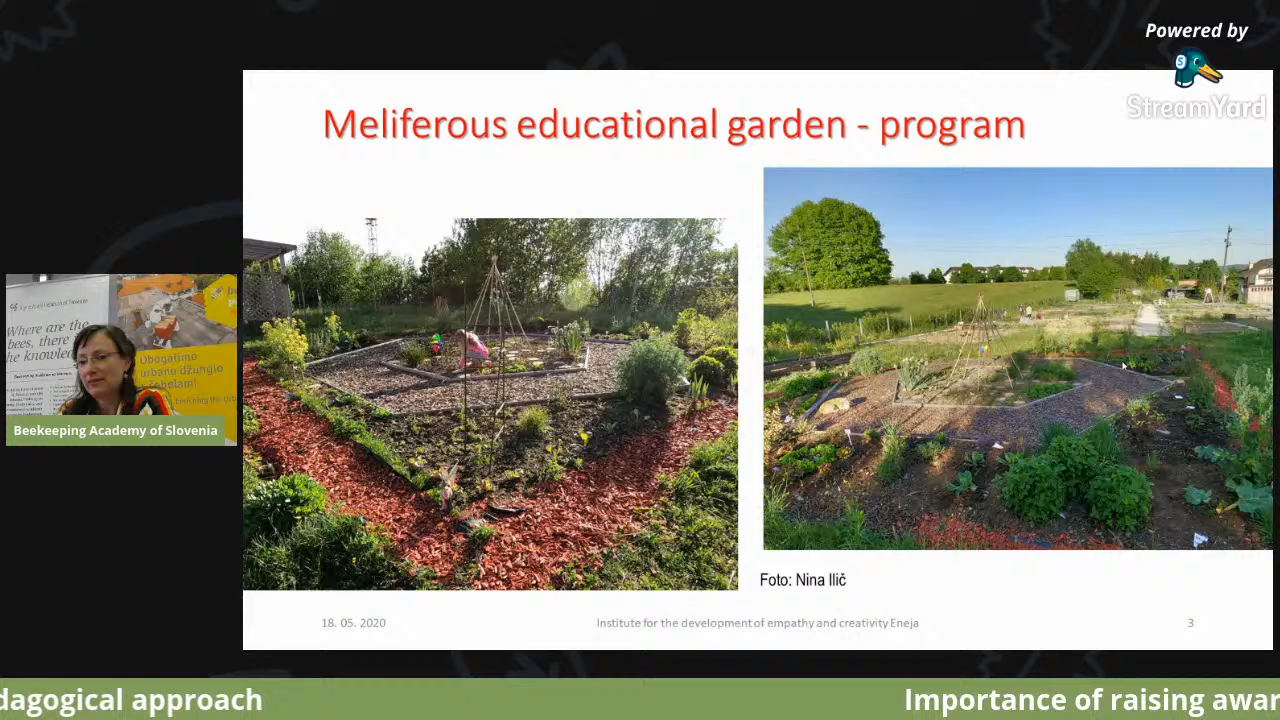 Powered by
StreamYard
Meliferous educational garden - program
Where are the
bees, there
he knowled
Obogatimo
urbano džunglo
čebelami!
Beekeeping Academy of Slovenia
Foto: Nina Ilič
18. 05. 2020
Institute for the development of empathy and creativity Eneja
3
dagogical approach
Importance of raising awar